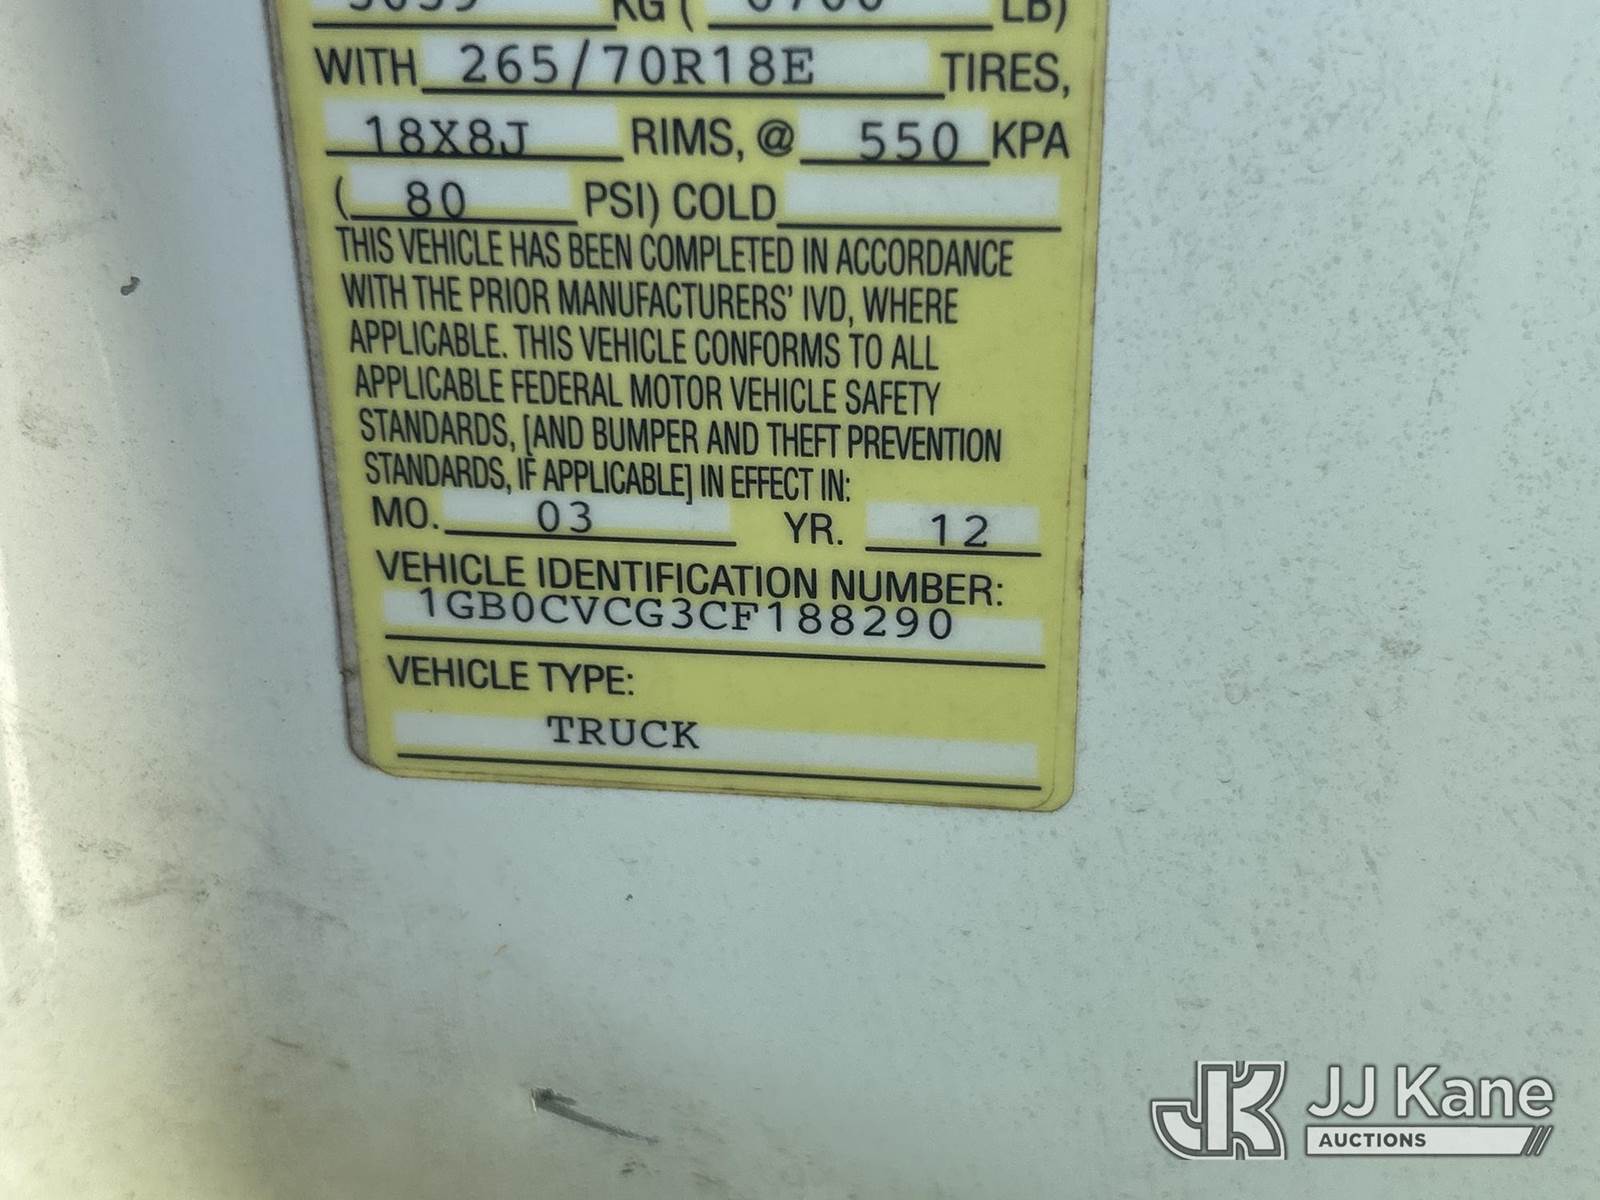 KG ( LB)
WITH 265/70R18E TIRES,
18X8J RIMS, @ 550 KPA
( 80 PSI) COLD
THIS VEHICLE HAS BEEN COMPLETED IN ACCORDANCE
WITH THE PRIOR MANUFACTURERS' IVD, WHERE
APPLICABLE. THIS VEHICLE CONFORMS TO ALL
APPLICABLE FEDERAL MOTOR VEHICLE SAFETY
STANDARDS, [AND BUMPER AND THEFT PREVENTION
STANDARDS, IF APPLICABLE] IN EFFECT IN:
MO. 03 YR. 12
VEHICLE IDENTIFICATION NUMBER:
1GB0CVCG3CF188290
VEHICLE TYPE:
TRUCK
JK JJ Kane
AUCTIONS